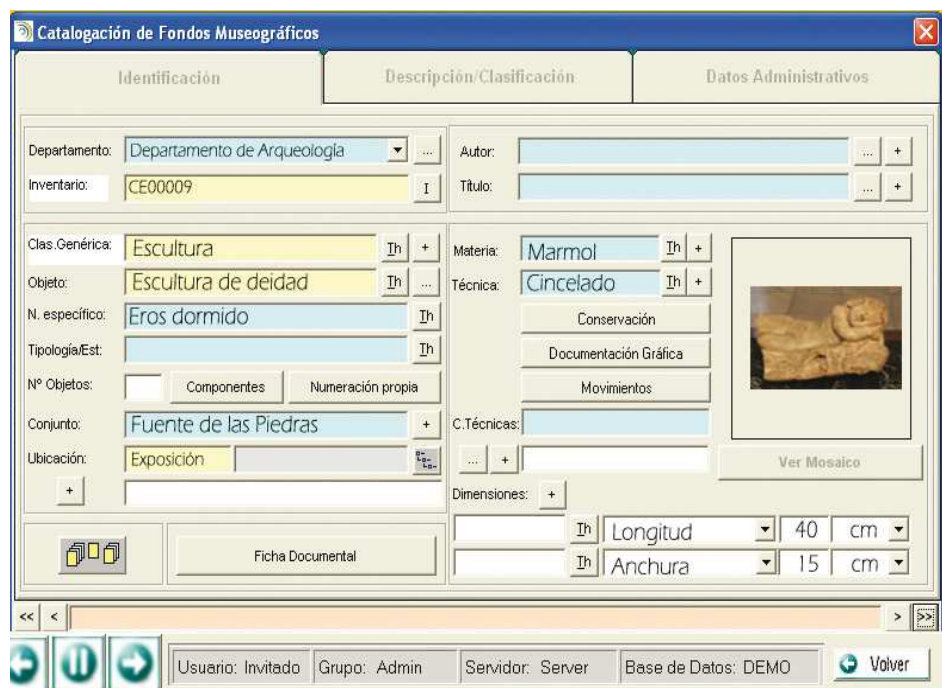 Catalogación de Fondos Museográficos
Identificación Descripción/Clasificación Datos Administrativos
Departamento: Departamento de Arqueología ...
Inventario: CE00009 I
Autor: ... +
Título: ... +
Clas.Genérica: Escultura Th +
Objeto: Escultura de deidad Th ...
N. específico: Eros dormido Th
Tipología/Est: Th
Nº Objetos: Componentes Numeración propia
Conjunto: Fuente de las Piedras +
Ubicación: Exposición
+
Ficha Documental
Materia: Marmol Th +
Técnica: Cincelado Th +
Conservación
Documentación Gráfica
Movimientos
C.Técnicas:
... +
Ver Mosaico
Dimensiones: +
Th Longitud 40 cm
Th Anchura 15 cm
<< < > >>
Usuario: Invitado Grupo: Admin Servidor: Server Base de Datos: DEMO Volver